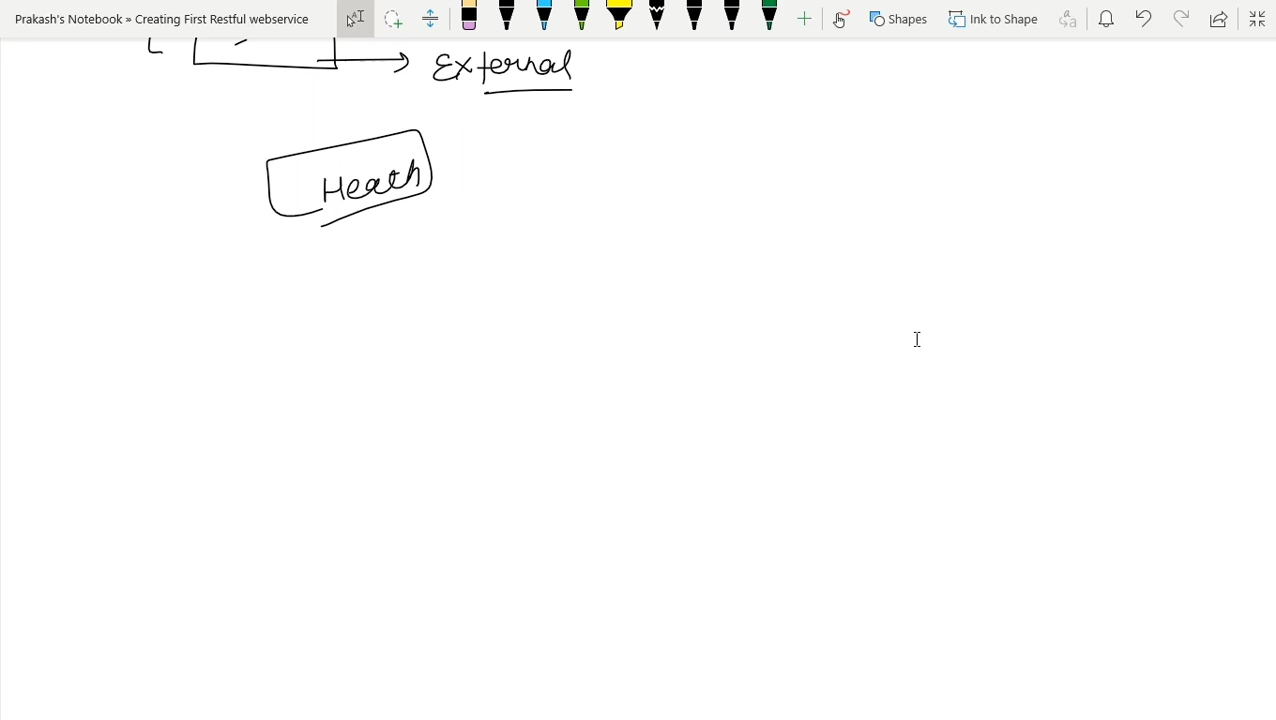 Prakash's Notebook » Creating First Restful webservice
Shapes
Ink to Shape
External
Heath